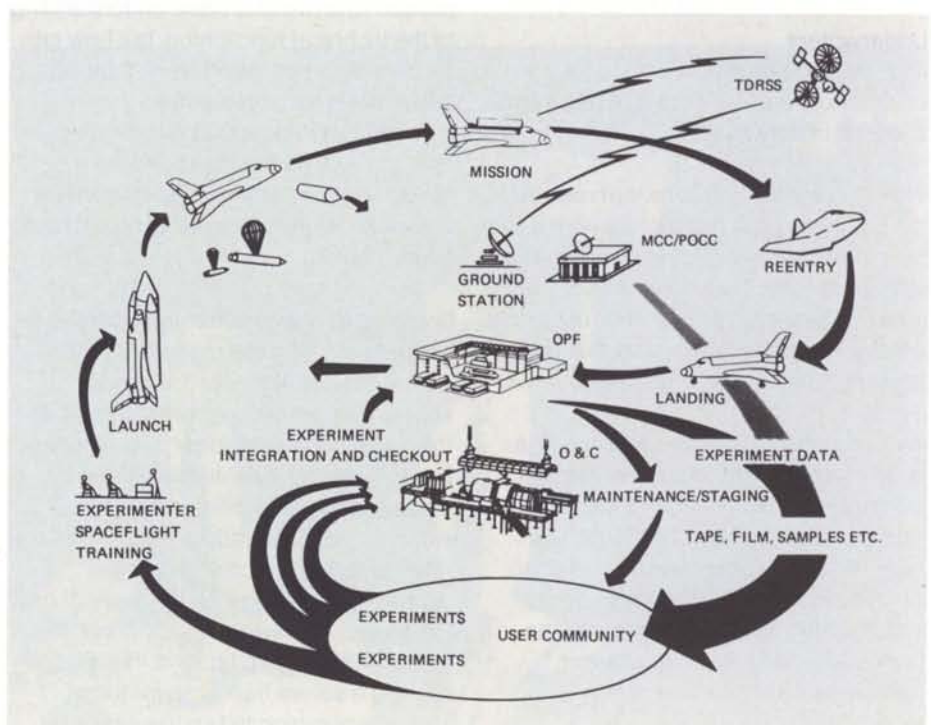 TDRSS
MISSION
MCC/POCC
GROUND
STATION
REENTRY
OPF
LANDING
LAUNCH
EXPERIMENT
INTEGRATION AND CHECKOUT
O & C
EXPERIMENT DATA
MAINTENANCE/STAGING
EXPERIMENTER
SPACEFLIGHT
TRAINING
TAPE, FILM, SAMPLES ETC.
EXPERIMENTS
USER COMMUNITY
EXPERIMENTS